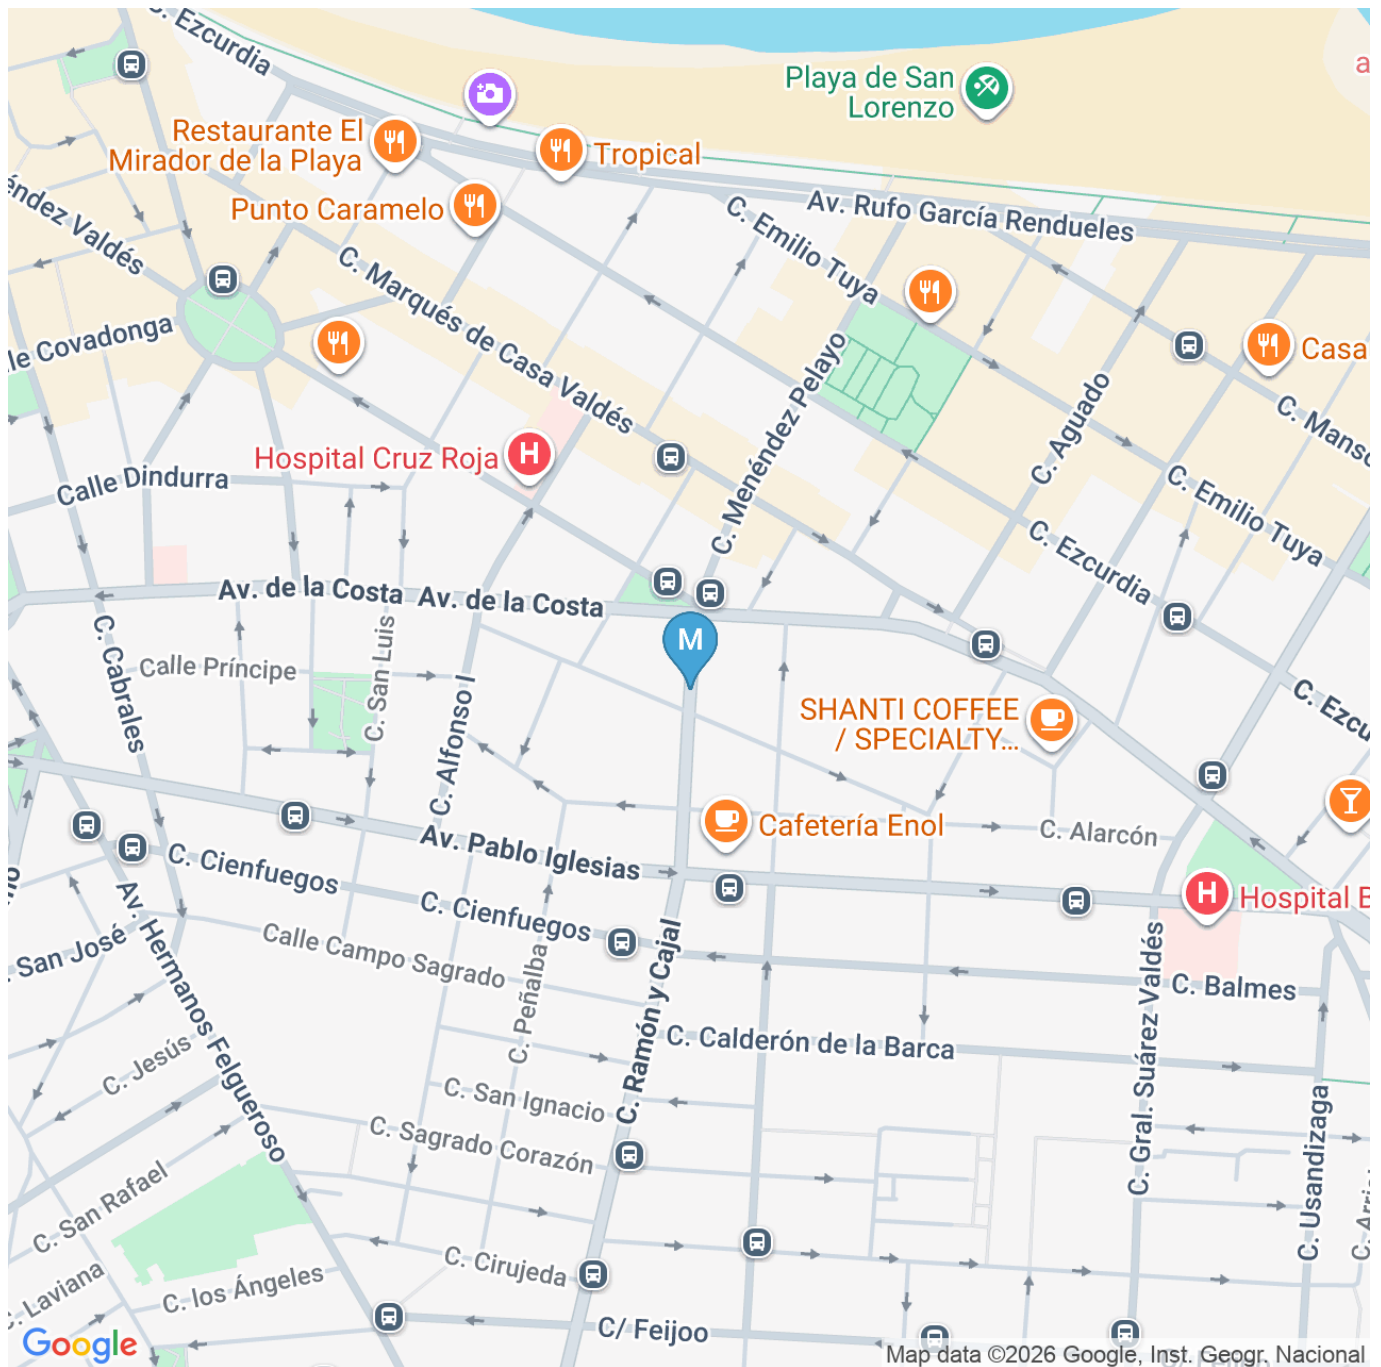 C. Ezcurdia
Playa de San
Lorenzo
Restaurante El
Mirador de la Playa
Tropical
Punto Caramelo
Av. Rufo García Rendueles
C. Emilio Tuya
éndez Valdés
C. Marqués de Casa Valdés
lle Covadonga
C. Menéndez Pelayo
Casa
C. Aguado
C. Manso
Hospital Cruz Roja
H
Calle Dindurra
C. Emilio Tuya
C. Ezcurdia
Av. de la Costa
Av. de la Costa
M
C. Cabrales
Calle Príncipe
C. San Luis
C. Alfonso I
SHANTI COFFEE
/ SPECIALTY...
C. Ezcu
Cafetería Enol
C. Alarcón
Av. Pablo Iglesias
C. Cienfuegos
C. Cienfuegos
H
Hospital B
Av. Hermanos Felgueroso
San José
Calle Campo Sagrado
C. Peñalba
C. Ramón y Cajal
C. Balmes
C. Gral. Suárez Valdés
C. Calderón de la Barca
C. Jesús
C. San Ignacio
C. Sagrado Corazón
C. Usandizaga
C. San Rafael
C. Cirujeda
C. los Ángeles
C. Laviana
C/ Feijoo
Google
Map data ©2026 Google, Inst. Geogr. Nacional